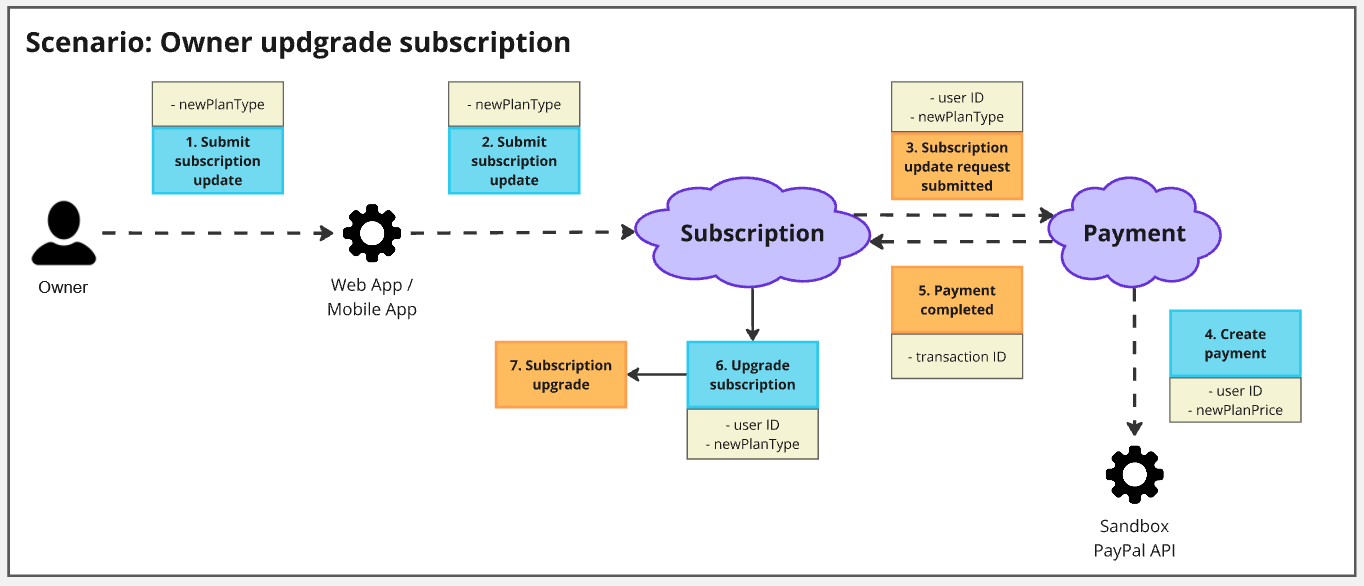 Scenario: Owner updgrade subscription
- newPlanType
1. Submit
subscription
update
- newPlanType
2. Submit
subscription
update
- user ID
- newPlanType
3. Subscription
update request
submitted
Owner
Web App /
Mobile App
Subscription
Payment
5. Payment
completed
- transaction ID
4. Create
payment
- user ID
- newPlanPrice
7. Subscription
upgrade
6. Upgrade
subscription
- user ID
- newPlanType
Sandbox
PayPal API